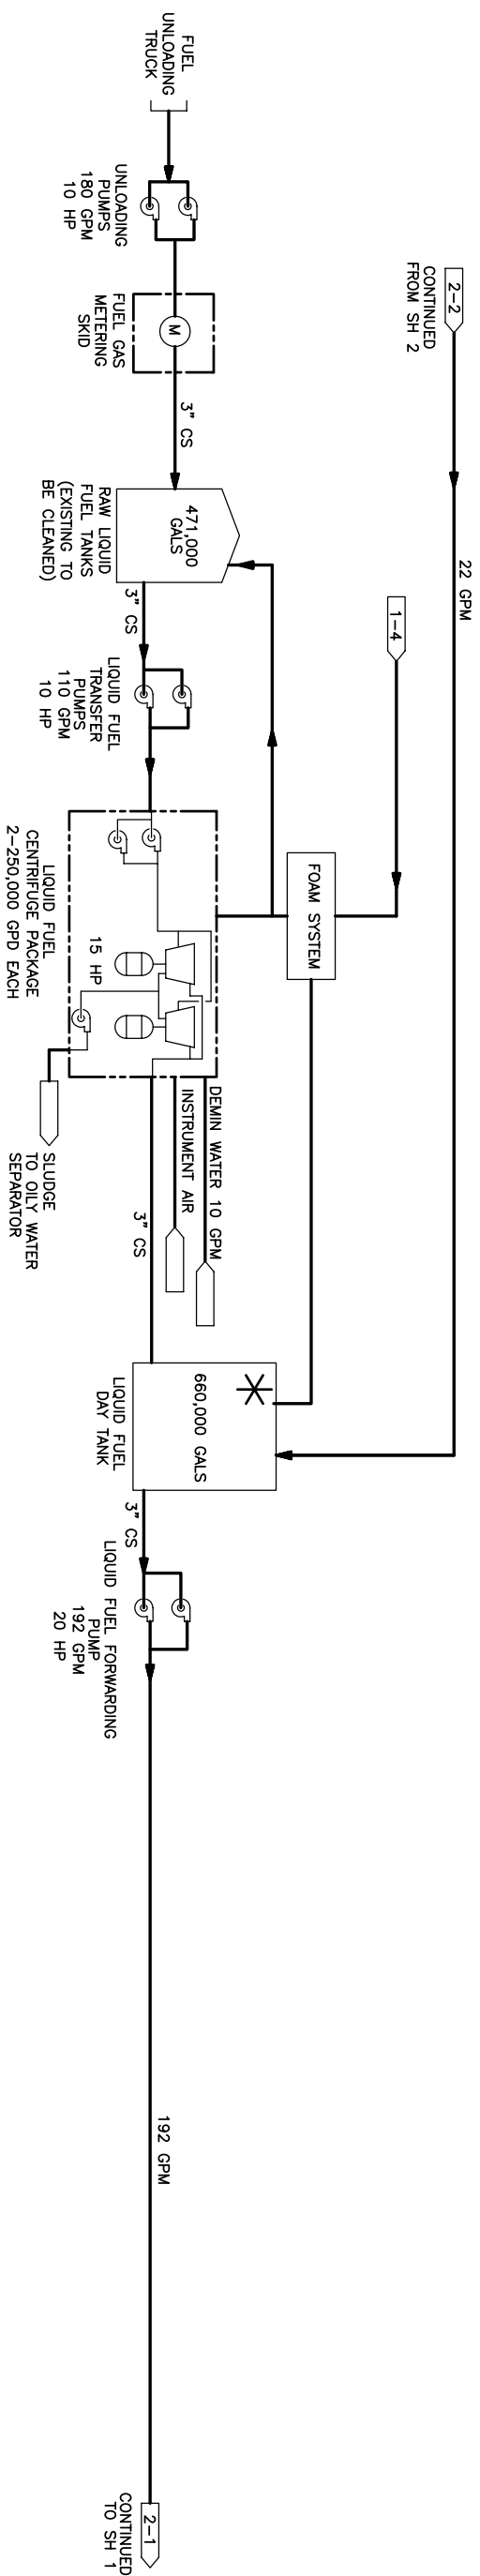 FUEL
UNLOADING
TRUCK
UNLOADING
PUMPS
180 GPM
10 HP
M
FUEL GAS
METERING
SKID
3" CS
471,000
GALS
RAW LIQUID
FUEL TANKS
(EXISTING TO
BE CLEANED)
3" CS
LIQUID FUEL
TRANSFER
PUMPS
110 GPM
10 HP
2-2
CONTINUED
FROM SH 2
22 GPM
1-4
FOAM SYSTEM
15 HP
LIQUID FUEL
CENTRIFUGE PACKAGE
2-250,000 GPD EACH
SLUDGE
TO OILY WATER
SEPARATOR
DEMIN WATER 10 GPM
INSTRUMENT AIR
3" CS
660,000 GALS
LIQUID FUEL
DAY TANK
3" CS
LIQUID FUEL FORWARDING
PUMP
192 GPM
20 HP
192 GPM
2-1
CONTINUED
TO SH 1